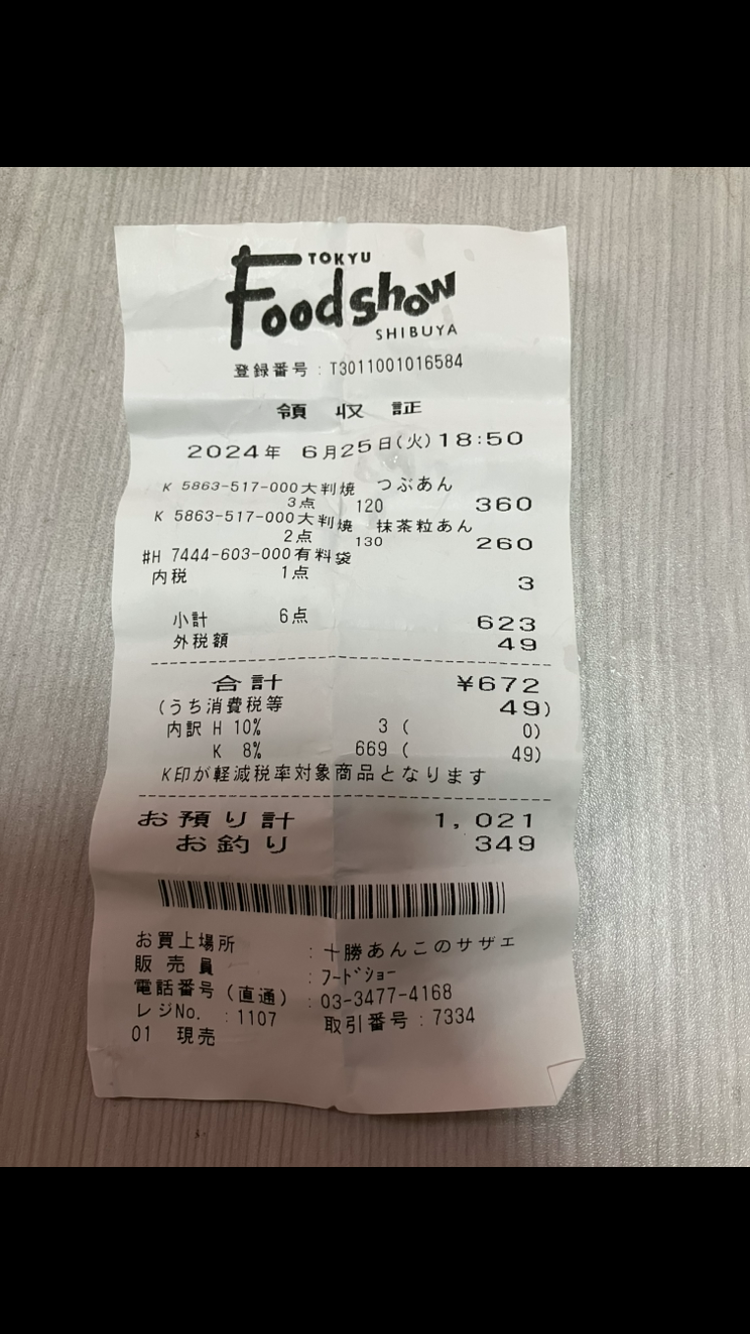 TOKYU
Foodshow
SHIBUYA
登録番号:T3011001016584
領 収 証
2024年 6月25日(火)18:50
K 5863-517-000大判焼 つぶあん
3点 120 360
K 5863-517-000大判焼 抹茶粒あん
2点 130 260
#H 7444-603-000有料袋
内税 1点 3
小計 6点 623
外税額 49
合計 ¥672
(うち消費税等 49)
内訳 H 10% 3 ( 0)
K 8% 669 ( 49)
K印が軽減税率対象商品となります
お預り計 1,021
お釣り 349
お買上場所 :十勝あんこのサザエ
販売員 :フードショー
電話番号(直通) :03-3477-4168
レジNo. :1107 取引番号:7334
01 現売